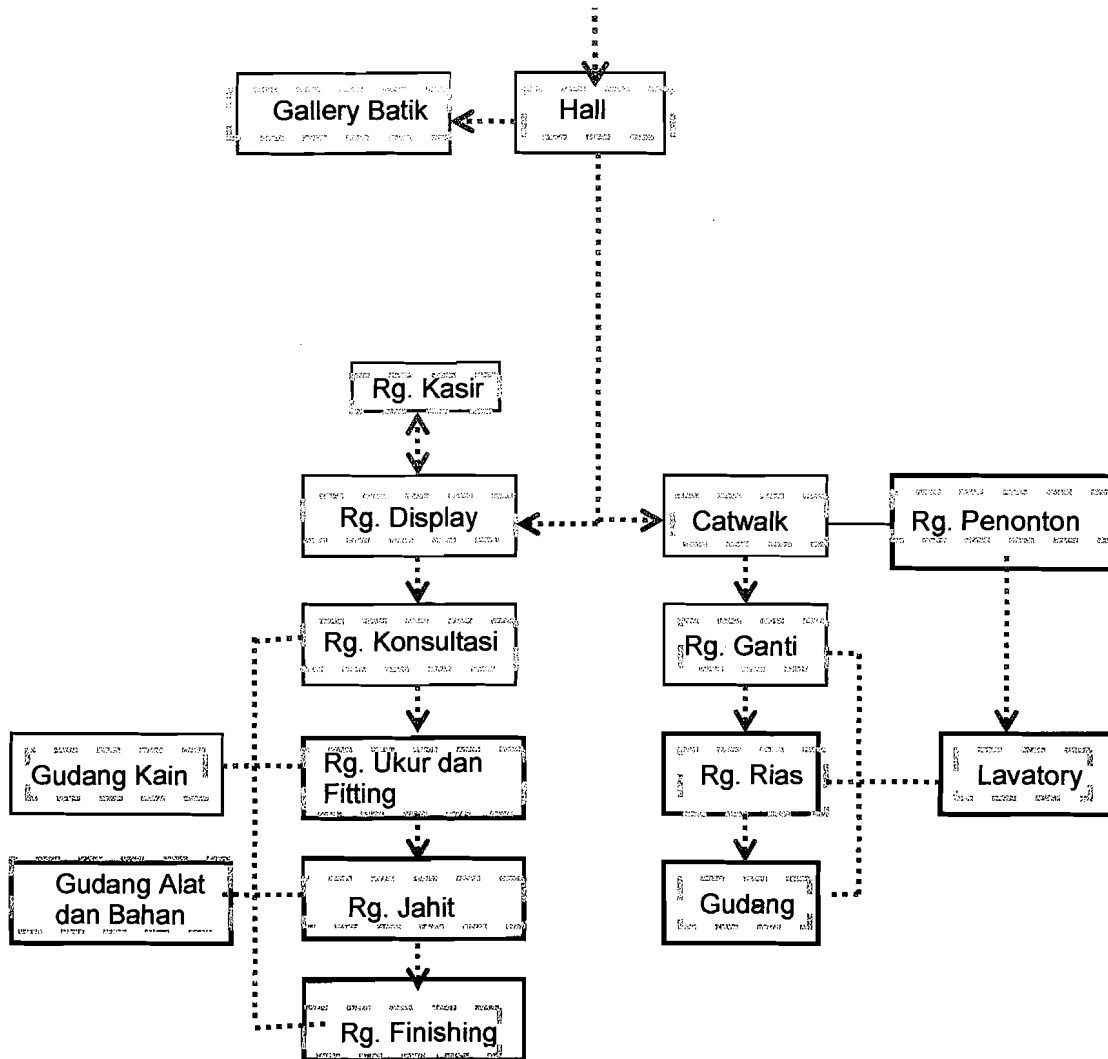 Gallery Batik
Hall
Rg. Kasir
Rg. Display
Catwalk
Rg. Penonton
Rg. Konsultasi
Rg. Ganti
Gudang Kain
Rg. Ukur dan
Fitting
Rg. Rias
Lavatory
Gudang Alat
dan Bahan
Rg. Jahit
Gudang
Rg. Finishing